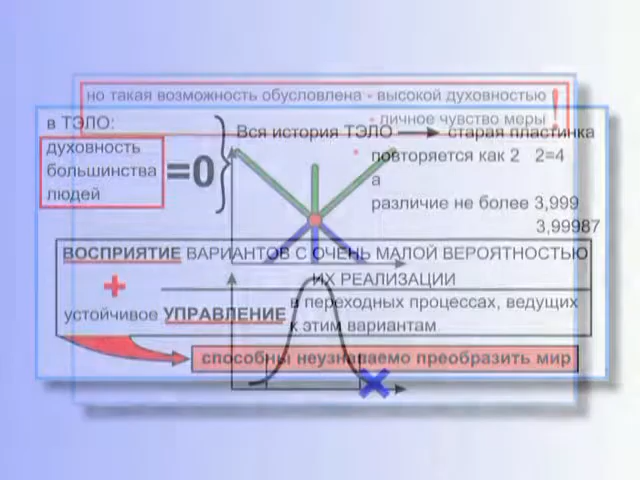 но такая возможность обусловлена - высокой духовностью
- личное чувство меры !
в ТЭЛО:
духовность
большинства
людей
=0
Вся история ТЭЛО → старая пластинка
повторяется как 2 2=4
а
различие не более 3,999
3,99987
ВОСПРИЯТИЕ ВАРИАНТОВ С ОЧЕНЬ МАЛОЙ ВЕРОЯТНОСТЬЮ
ИХ РЕАЛИЗАЦИИ
+
устойчивое УПРАВЛЕНИЕ в переходных процессах, ведущих
к этим вариантам
способны неузнаваемо преобразить мир